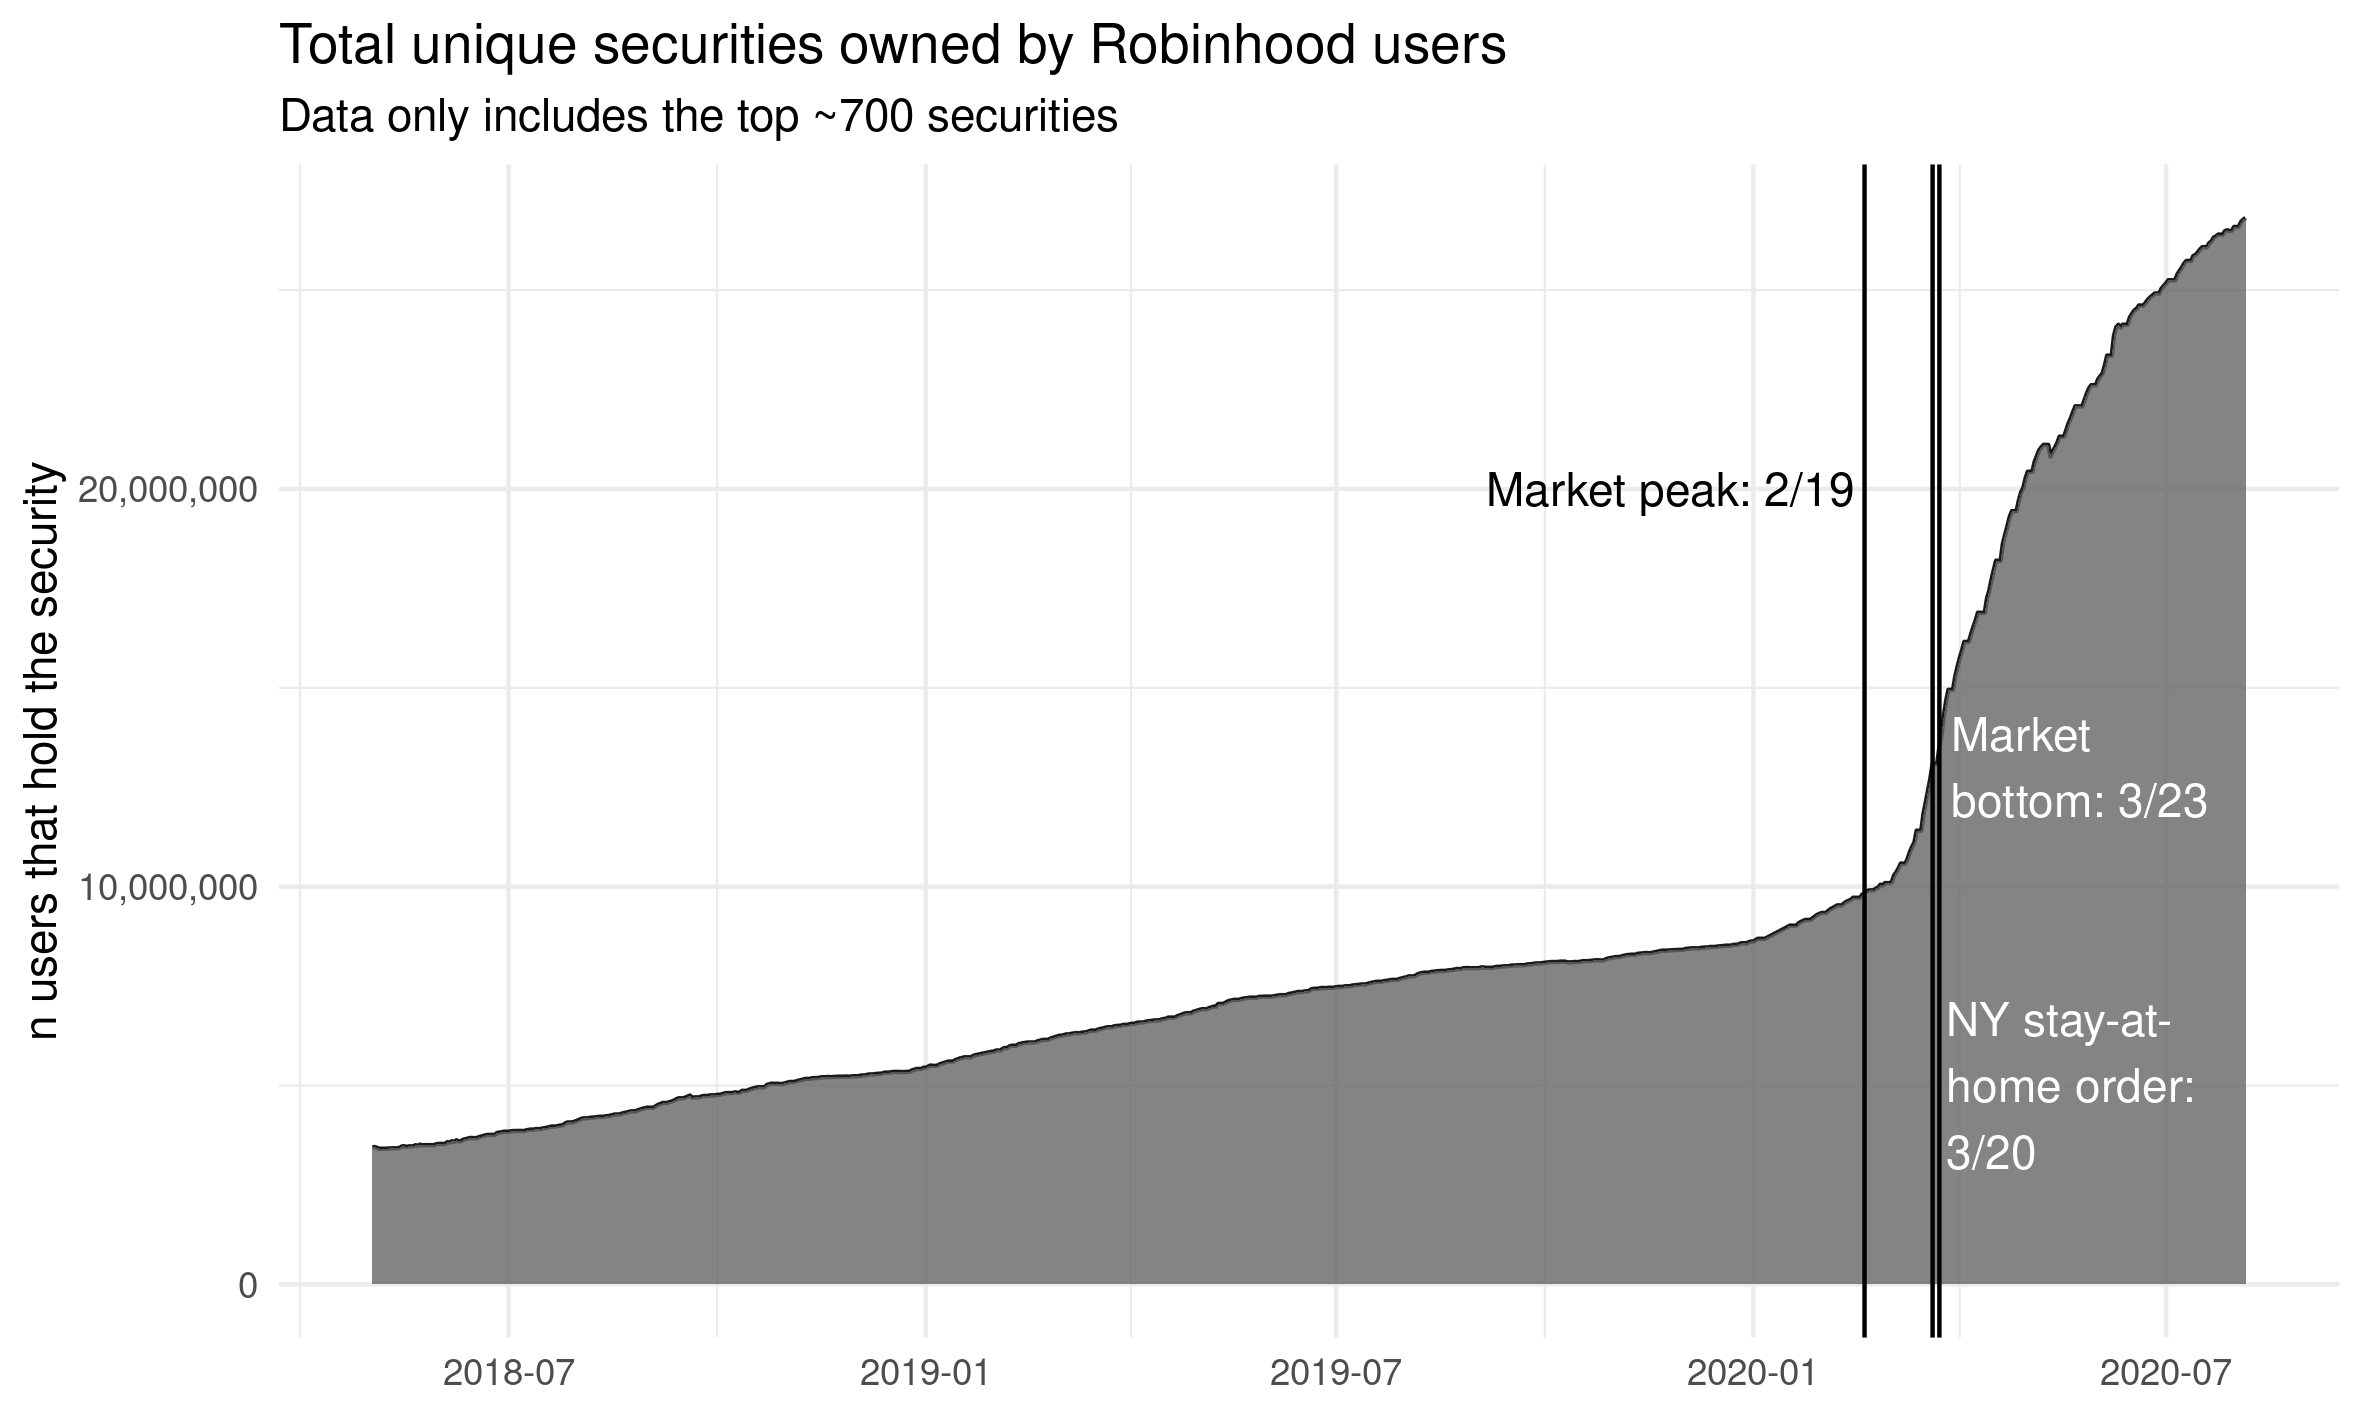 Total unique securities owned by Robinhood users
Data only includes the top ~700 securities
n users that hold the security
20,000,000
10,000,000
0
Market peak: 2/19
Market
bottom: 3/23
NY stay-at-
home order:
3/20
2018-07
2019-01
2019-07
2020-01
2020-07